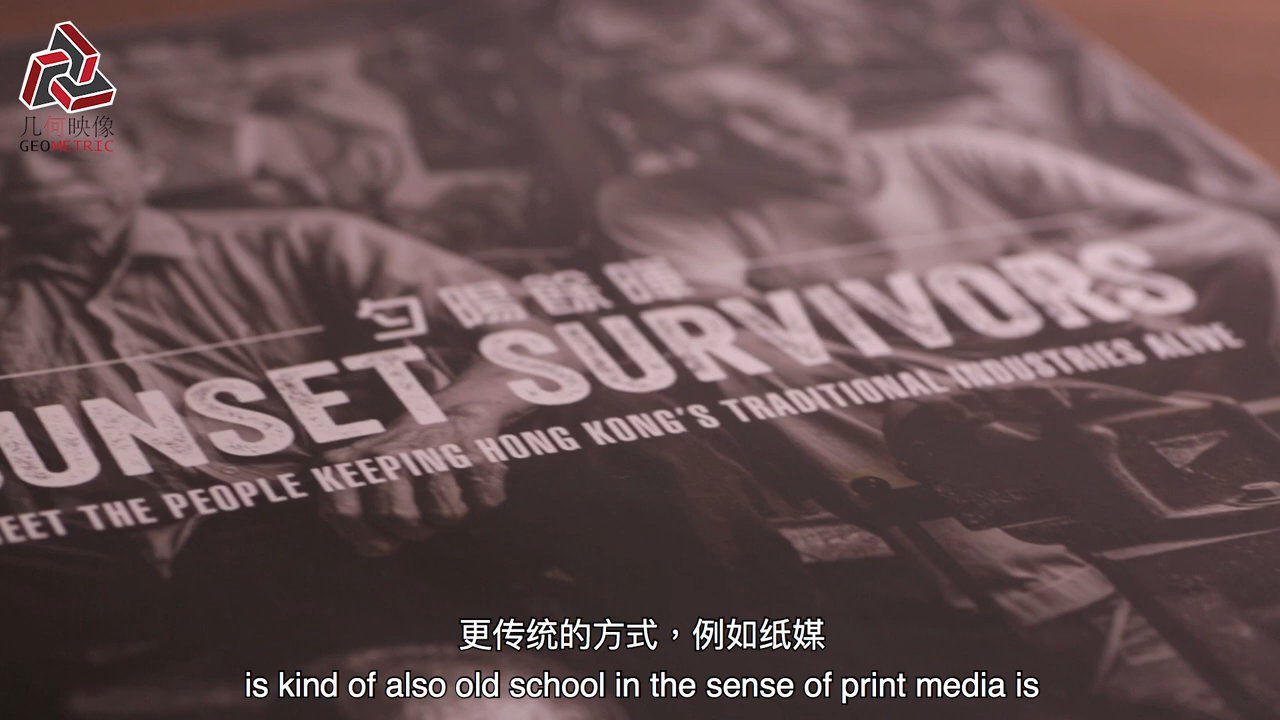 几何映像
GEOMETRIC
夕陽餘暉
SUNSET SURVIVORS
MEET THE PEOPLE KEEPING HONG KONG'S TRADITIONAL INDUSTRIES ALIVE
更传统的方式，例如纸媒
is kind of also old school in the sense of print media is